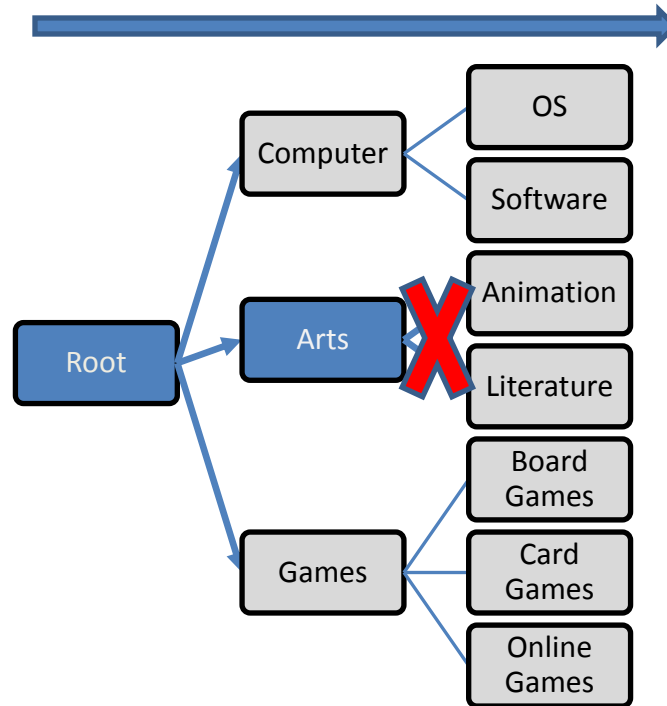 OS
Computer
Software
Animation
Arts
Root
Literature
Board
Games
Card
Games
Games
Online
Games